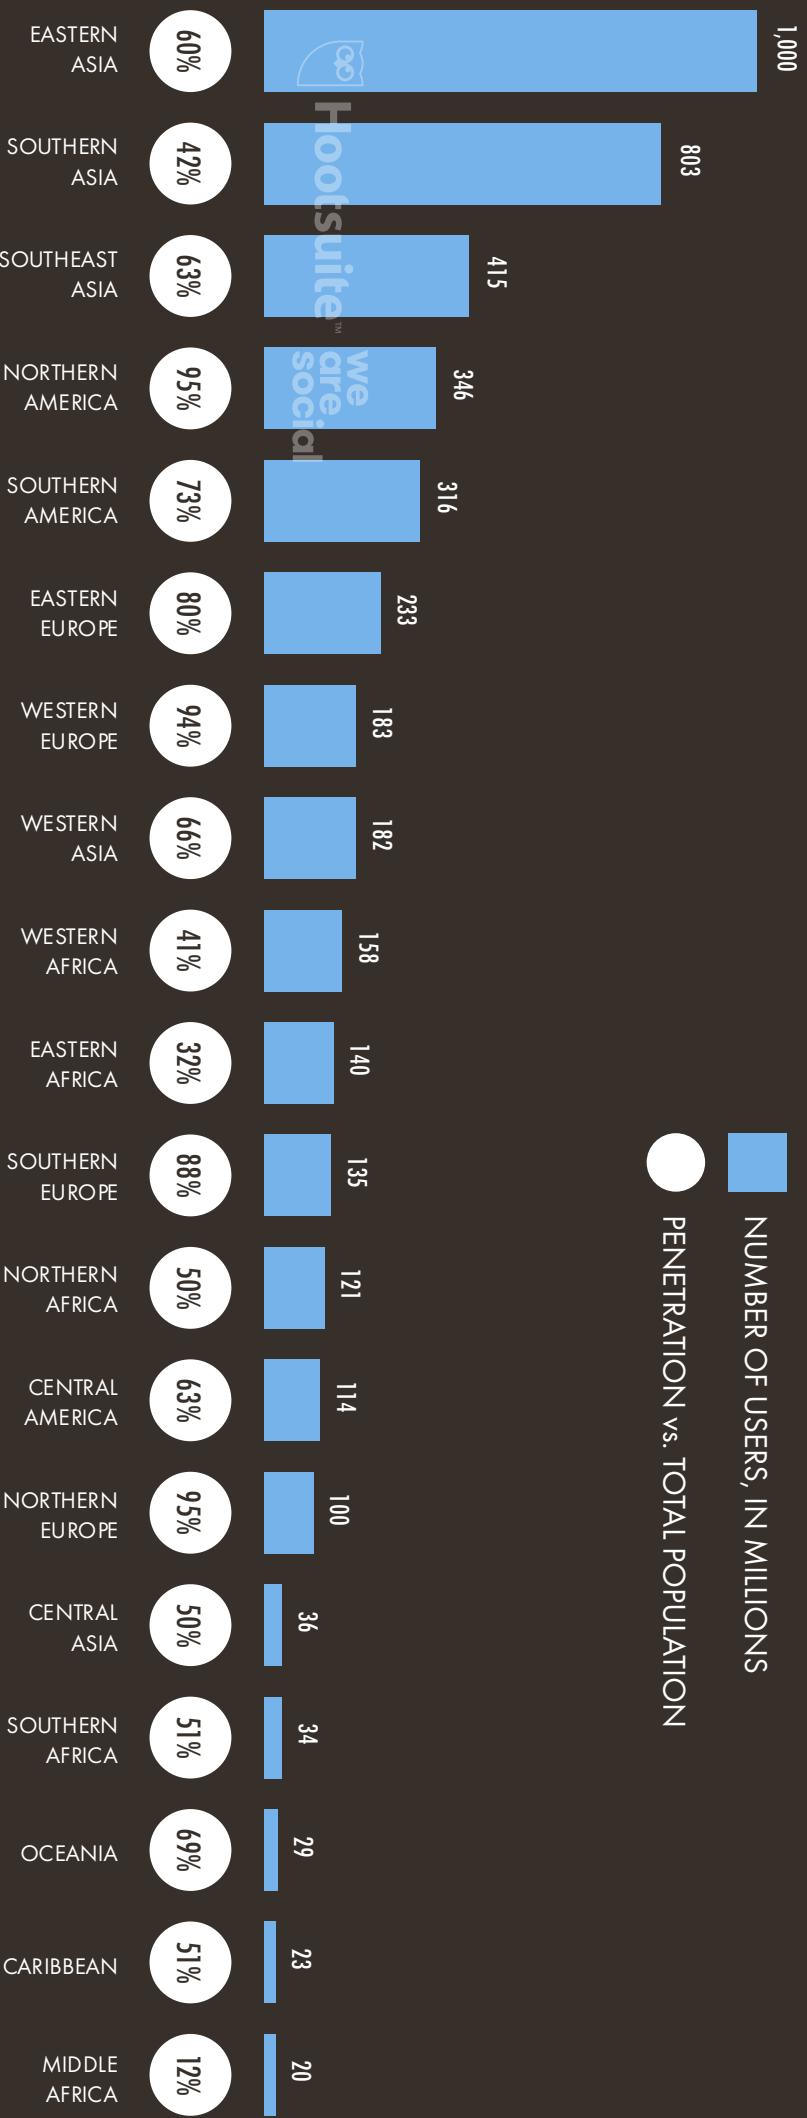 EASTERN
ASIA
60%
1,000
SOUTHERN
ASIA
42%
803
SOUTHEAST
ASIA
63%
415
NORTHERN
AMERICA
95%
346
SOUTHERN
AMERICA
73%
316
EASTERN
EUROPE
80%
233
WESTERN
EUROPE
94%
183
WESTERN
ASIA
66%
182
WESTERN
AFRICA
41%
158
EASTERN
AFRICA
32%
140
SOUTHERN
EUROPE
88%
135
NORTHERN
AFRICA
50%
121
CENTRAL
AMERICA
63%
114
NORTHERN
EUROPE
95%
100
CENTRAL
ASIA
50%
36
SOUTHERN
AFRICA
51%
34
OCEANIA
69%
29
CARIBBEAN
51%
23
MIDDLE
AFRICA
12%
20
NUMBER OF USERS, IN MILLIONS
PENETRATION vs. TOTAL POPULATION
Hootsuite™
we
are
social